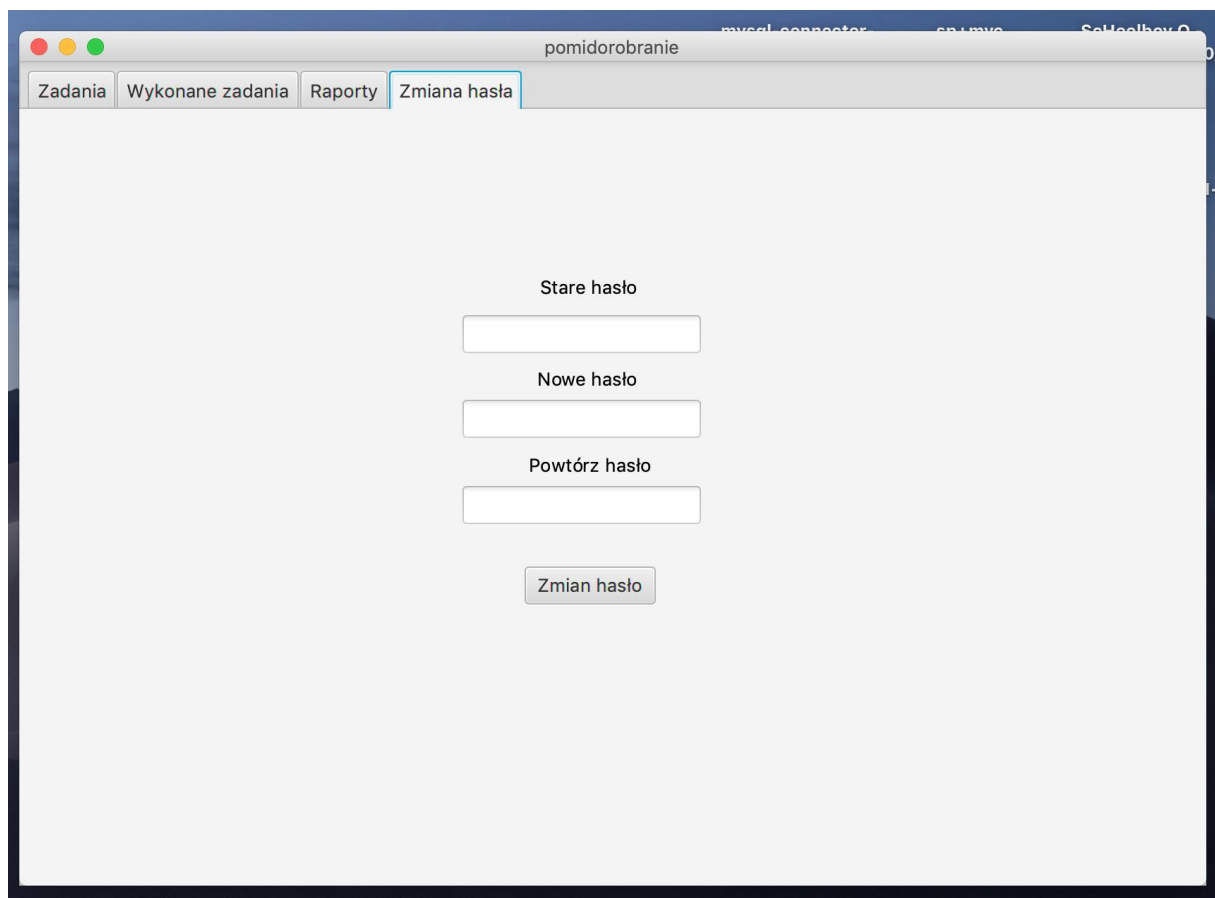 pomidorobranie
Zadania Wykonane zadania Raporty Zmiana hasła
Stare hasło
Nowe hasło
Powtórz hasło
Zmian hasło